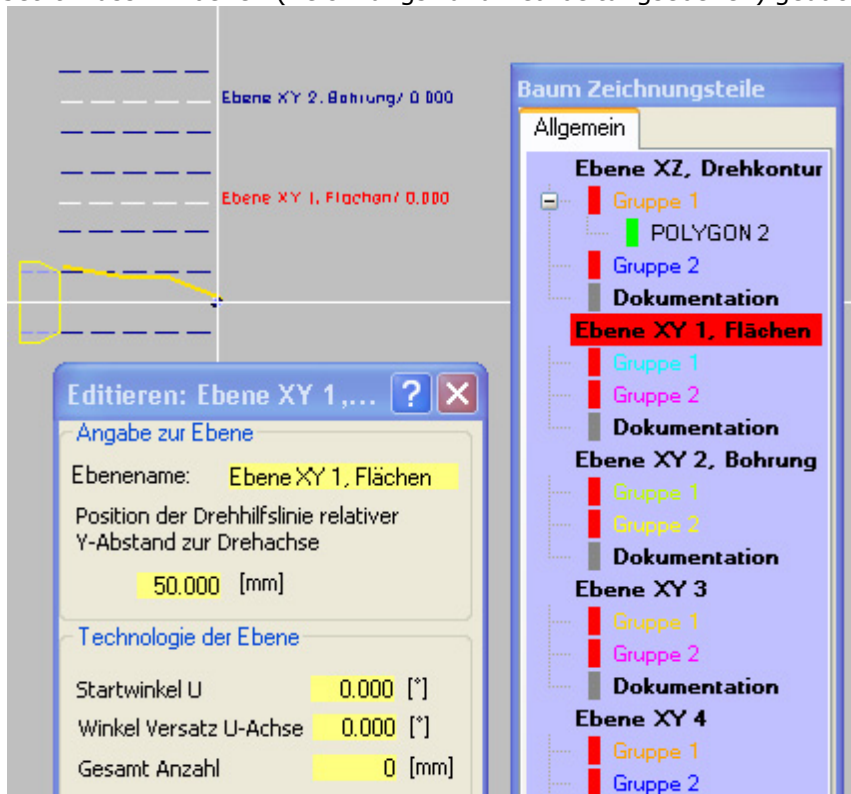 Ebene XY 2. Bohrung/ 0.000
Ebene XY 1, Flächen/ 0.000
Baum Zeichnungsteile
Allgemein
Ebene XZ, Drehkontur
Gruppe 1
POLYGON 2
Gruppe 2
Dokumentation
Ebene XY 1, Flächen
Gruppe 1
Gruppe 2
Dokumentation
Ebene XY 2, Bohrung
Gruppe 1
Gruppe 2
Dokumentation
Ebene XY 3
Gruppe 1
Gruppe 2
Dokumentation
Ebene XY 4
Gruppe 1
Gruppe 2
Editieren: Ebene XY 1,...
Angabe zur Ebene
Ebenename: Ebene XY 1, Flächen
Position der Drehhilfslinie relativer
Y-Abstand zur Drehachse
50.000 [mm]
Technologie der Ebene
Startwinkel U 0.000 [°]
Winkel Versatz U-Achse 0.000 [°]
Gesamt Anzahl 0 [mm]